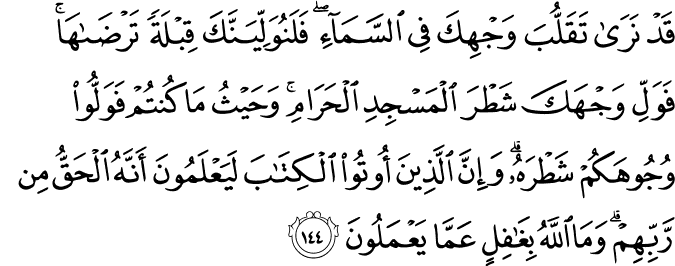 قَدْ نَرَىٰ تَقَلُّبَ وَجْهِكَ فِي ٱلسَّمَآءِۖ فَلَنُوَلِّيَنَّكَ قِبْلَةً تَرْضَىٰهَاۚ
فَوَلِّ وَجْهَكَ شَطْرَ ٱلْمَسْجِدِ ٱلْحَرَامِۚ وَحَيْثُ مَا كُنتُمْ فَوَلُّوا۟
وُجُوهَكُمْ شَطْرَهُۥۗ وَإِنَّ ٱلَّذِينَ أُوتُوا۟ ٱلْكِتَٰبَ لَيَعْلَمُونَ أَنَّهُ ٱلْحَقُّ مِن
رَّبِّهِمْۗ وَمَا ٱللَّهُ بِغَٰفِلٍ عَمَّا يَعْمَلُونَ ١٤٤